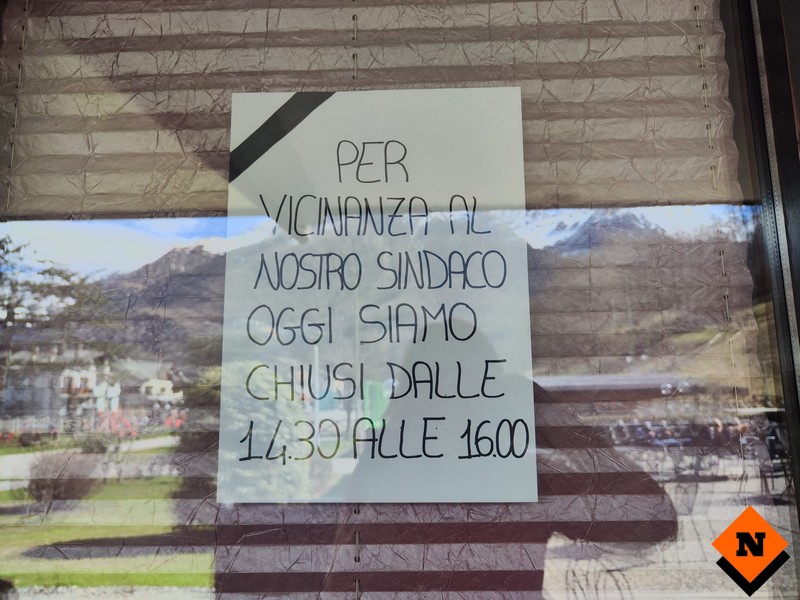 PER
VICINANZA AL
NOSTRO SINDACO
OGGI SIAMO
CHIUSI DALLE
14.30 ALLE 16.00
N